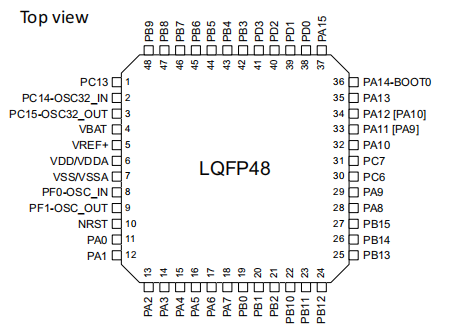 Top view
PB9
PB8
PB7
PB6
PB5
PB4
PB3
PD3
PD2
PD1
PD0
PA15
48
47
46
45
44
43
42
41
40
39
38
37
PC13 1
PC14-OSC32_IN 2
PC15-OSC32_OUT 3
VBAT 4
VREF+ 5
VDD/VDDA 6
VSS/VSSA 7
PF0-OSC_IN 8
PF1-OSC_OUT 9
NRST 10
PA0 11
PA1 12
LQFP48
36 PA14-BOOT0
35 PA13
34 PA12 [PA10]
33 PA11 [PA9]
32 PA10
31 PC7
30 PC6
29 PA9
28 PA8
27 PB15
26 PB14
25 PB13
13
14
15
16
17
18
19
20
21
22
23
24
PA2
PA3
PA4
PA5
PA6
PA7
PB0
PB1
PB2
PB10
PB11
PB12